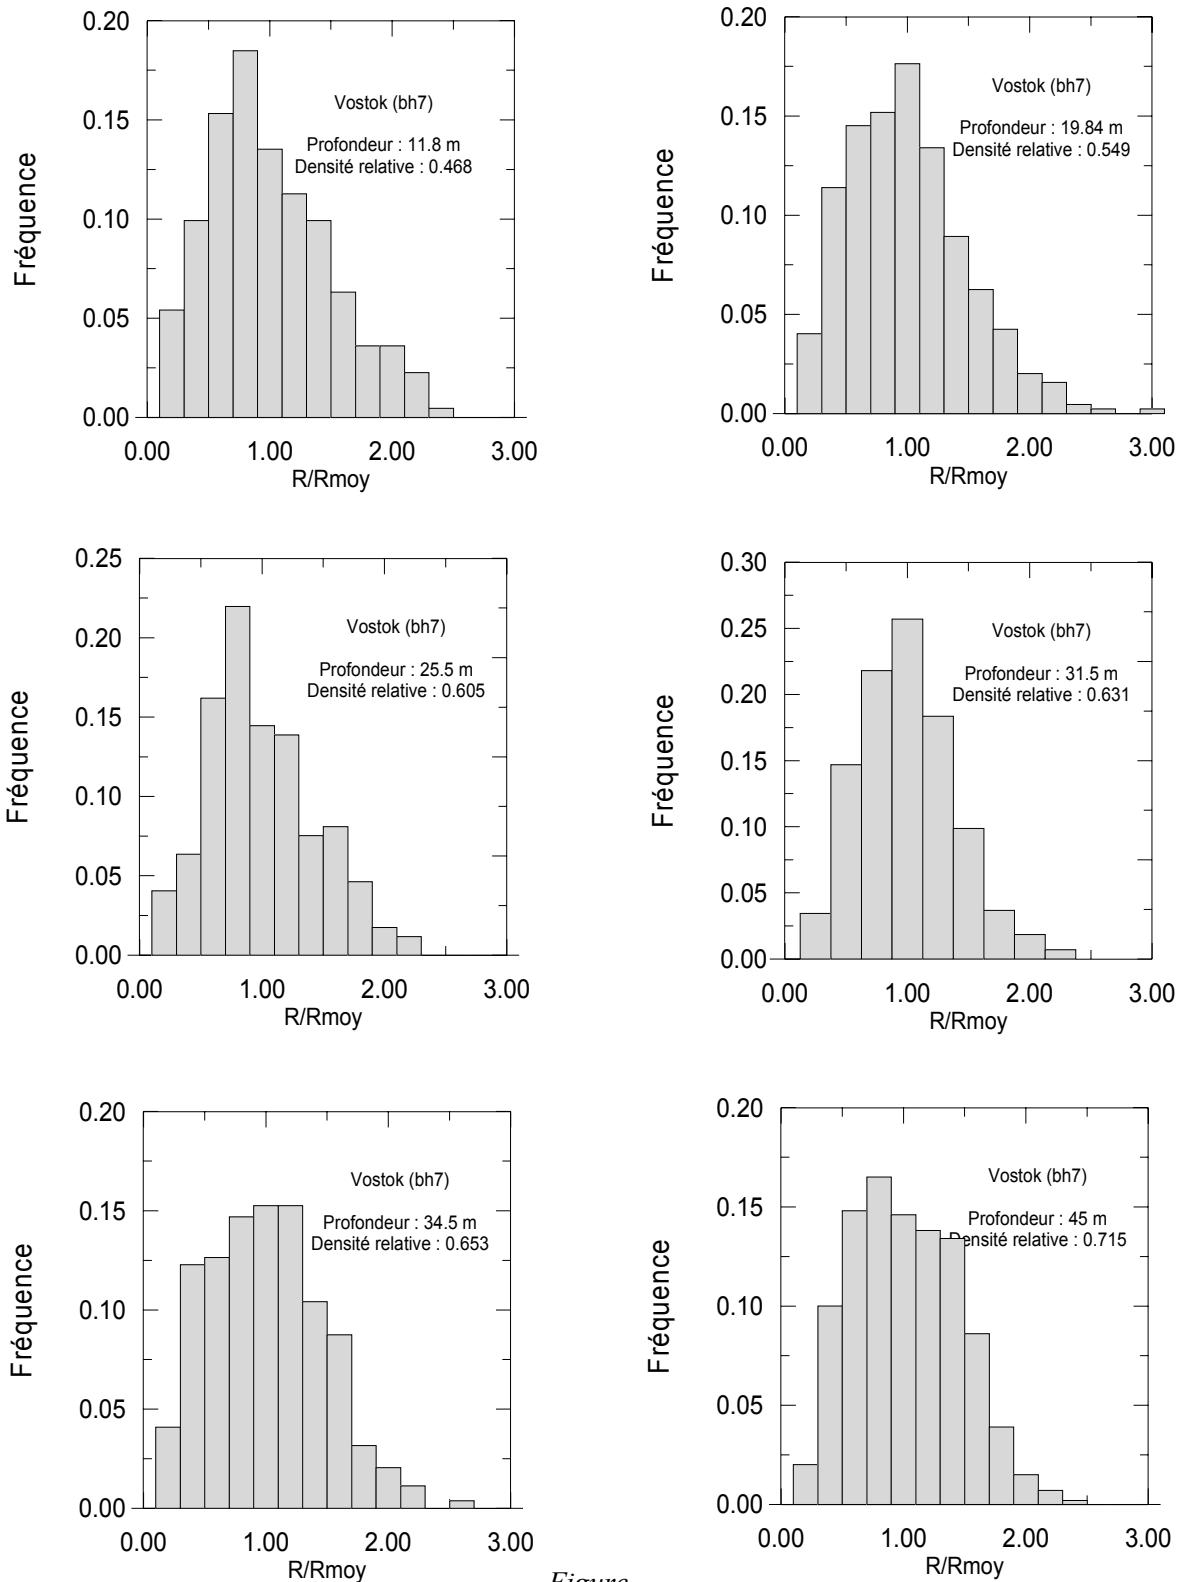 0.20
0.15
0.10
0.05
0.00
Fréquence
Vostok (bh7)
Profondeur : 11.8 m
Densité relative : 0.468
0.00 1.00 2.00 3.00
R/Rmoy
0.20
0.15
0.10
0.05
0.00
Fréquence
Vostok (bh7)
Profondeur : 19.84 m
Densité relative : 0.549
0.00 1.00 2.00 3.00
R/Rmoy
0.25
0.20
0.15
0.10
0.05
0.00
Fréquence
Vostok (bh7)
Profondeur : 25.5 m
Densité relative : 0.605
0.00 1.00 2.00 3.00
R/Rmoy
0.30
0.25
0.20
0.15
0.10
0.05
0.00
Fréquence
Vostok (bh7)
Profondeur : 31.5 m
Densité relative : 0.631
0.00 1.00 2.00 3.00
R/Rmoy
0.20
0.15
0.10
0.05
0.00
Fréquence
Vostok (bh7)
Profondeur : 34.5 m
Densité relative : 0.653
0.00 1.00 2.00 3.00
R/Rmoy
0.20
0.15
0.10
0.05
0.00
Fréquence
Vostok (bh7)
Profondeur : 45 m
Densité relative : 0.715
0.00 1.00 2.00 3.00
R/Rmoy
Figure